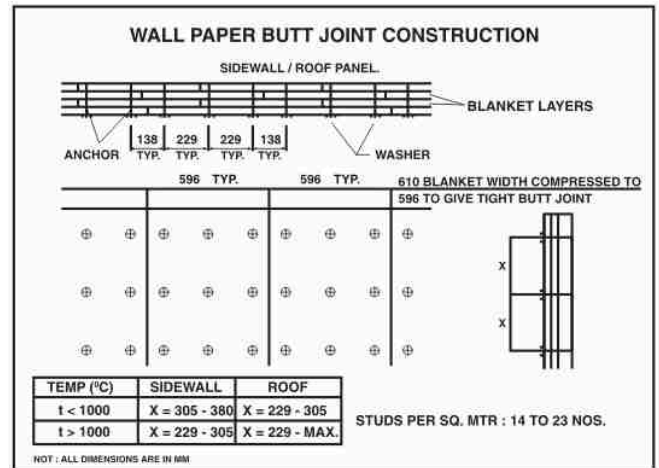 WALL PAPER BUTT JOINT CONSTRUCTION
SIDEWALL / ROOF PANEL.
BLANKET LAYERS
138 229 229 138
ANCHOR TYP. TYP. TYP. TYP. WASHER
596 TYP. 596 TYP. 610 BLANKET WIDTH COMPRESSED TO
596 TO GIVE TIGHT BUTT JOINT
X
X
TEMP (ºC) SIDEWALL ROOF
t < 1000 X = 305 - 380 X = 229 - 305
t > 1000 X = 229 - 305 X = 229 - MAX.
STUDS PER SQ. MTR : 14 TO 23 NOS.
NOT : ALL DIMENSIONS ARE IN MM